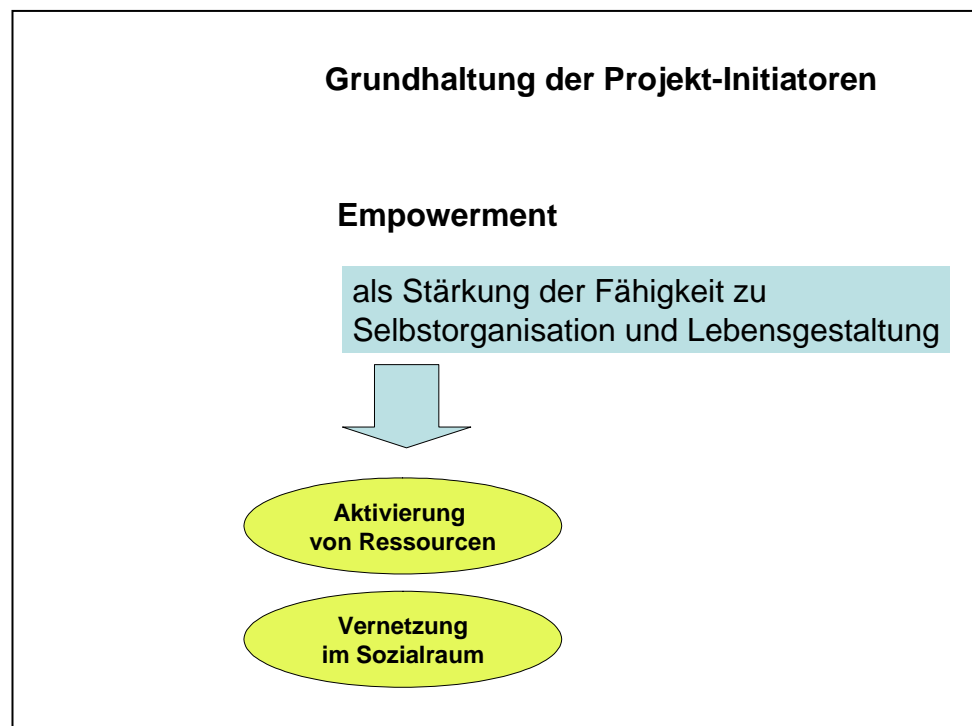 Grundhaltung der Projekt-Initiatoren
Empowerment
als Stärkung der Fähigkeit zu
Selbstorganisation und Lebensgestaltung
Aktivierung
von Ressourcen
Vernetzung
im Sozialraum